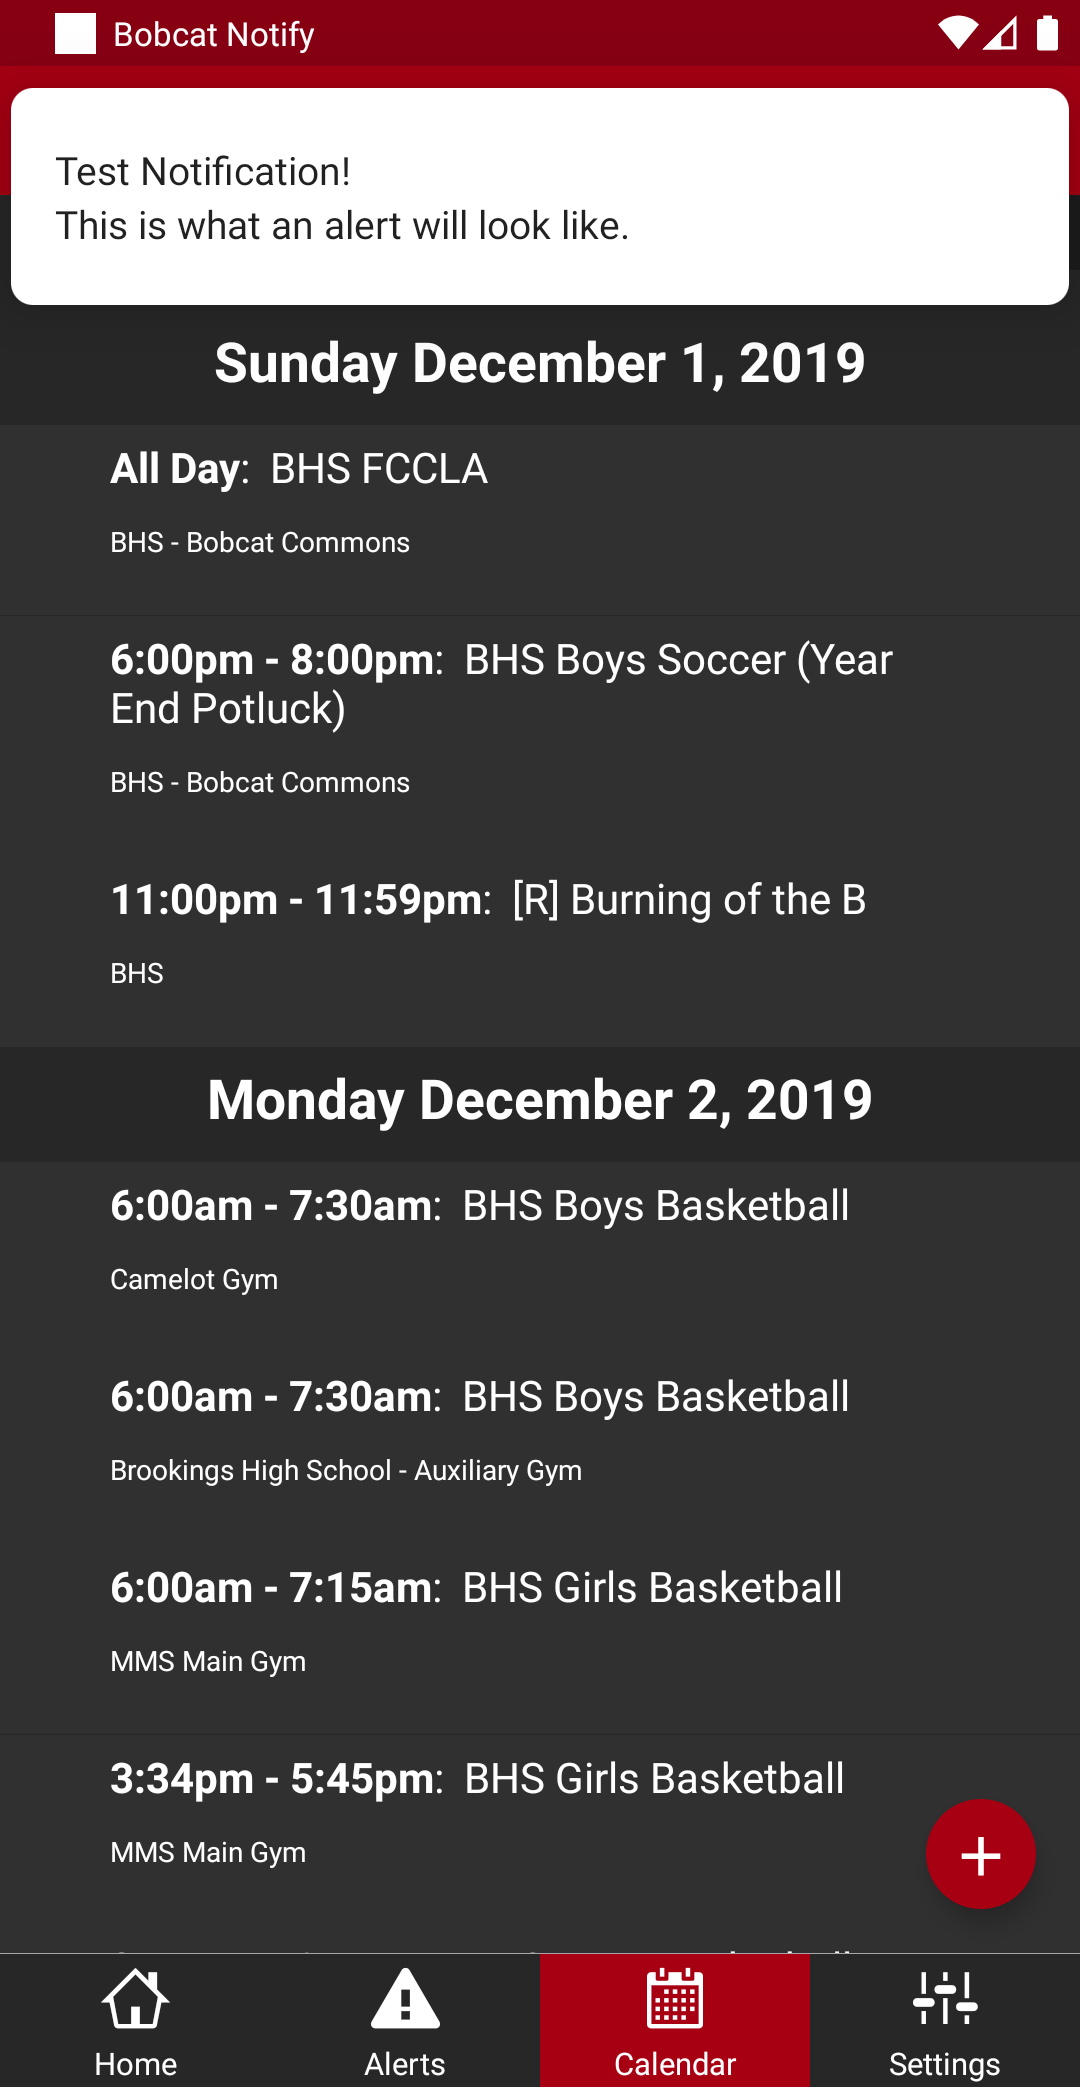 Bobcat Notify
Test Notification!
This is what an alert will look like.
Sunday December 1, 2019
All Day: BHS FCCLA
BHS - Bobcat Commons
6:00pm - 8:00pm: BHS Boys Soccer (Year
End Potluck)
BHS - Bobcat Commons
11:00pm - 11:59pm: [R] Burning of the B
BHS
Monday December 2, 2019
6:00am - 7:30am: BHS Boys Basketball
Camelot Gym
6:00am - 7:30am: BHS Boys Basketball
Brookings High School - Auxiliary Gym
6:00am - 7:15am: BHS Girls Basketball
MMS Main Gym
3:34pm - 5:45pm: BHS Girls Basketball
MMS Main Gym
Home
Alerts
Calendar
Settings